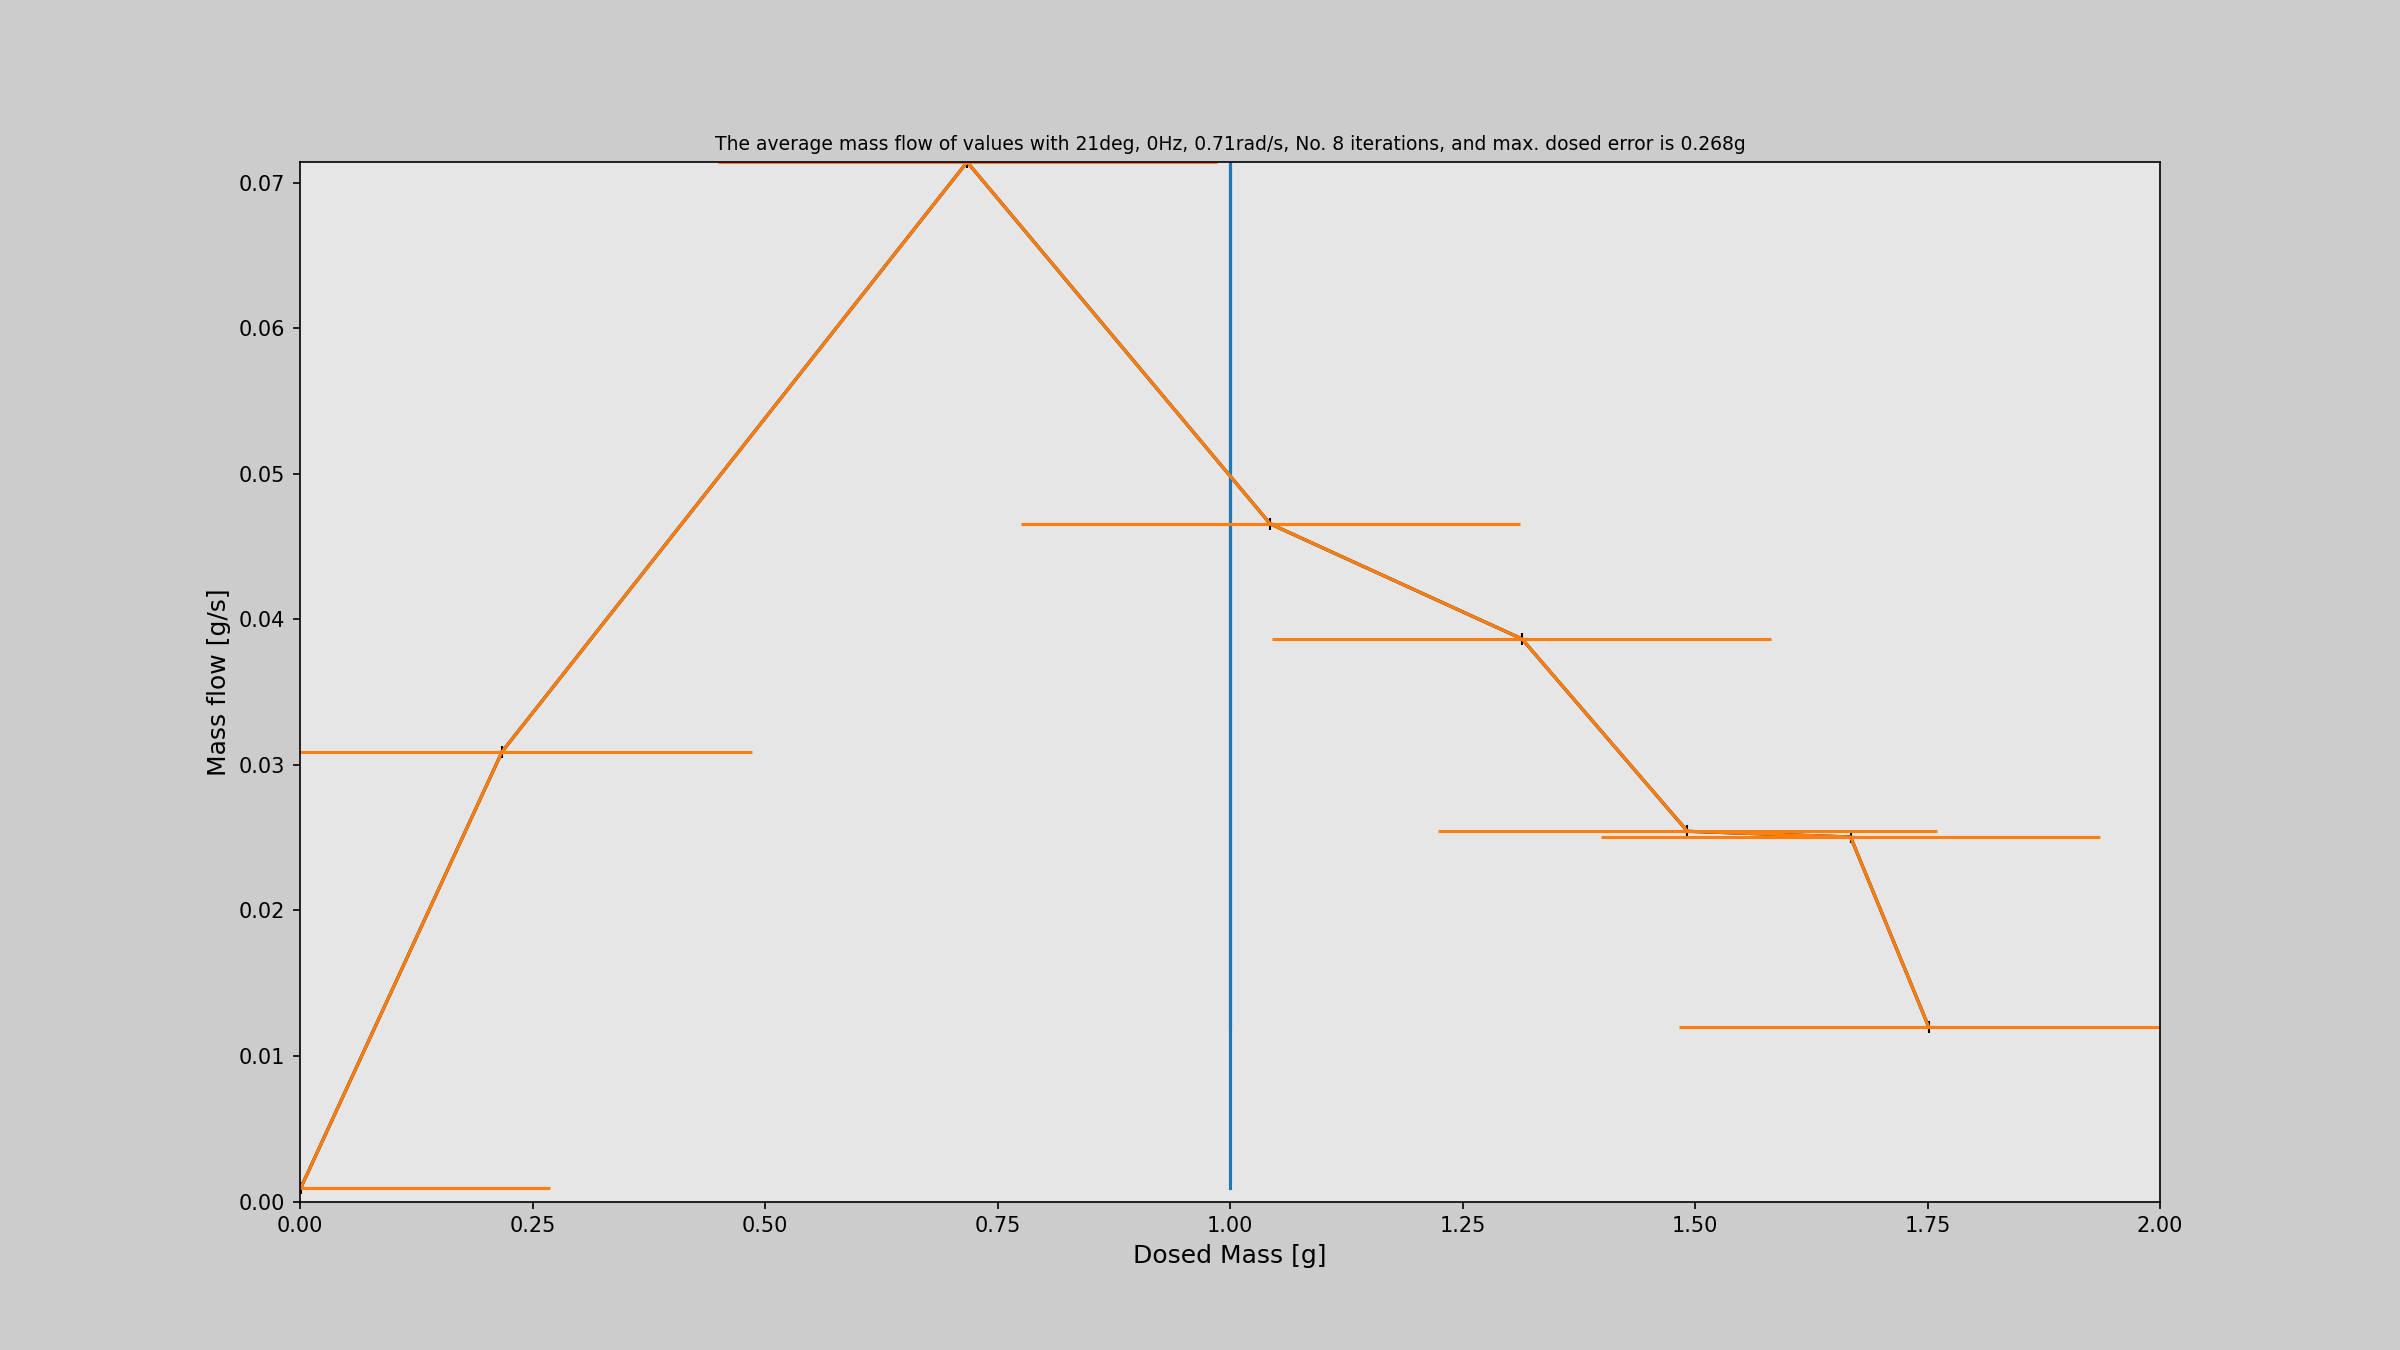 The average mass flow of values with 21deg, 0Hz, 0.71rad/s, No. 8 iterations, and max. dosed error is 0.268g
0.07
0.06
0.05
0.04
0.03
0.02
0.01
0.00
Mass flow [g/s]
0.00 0.25 0.50 0.75 1.00 1.25 1.50 1.75 2.00
Dosed Mass [g]